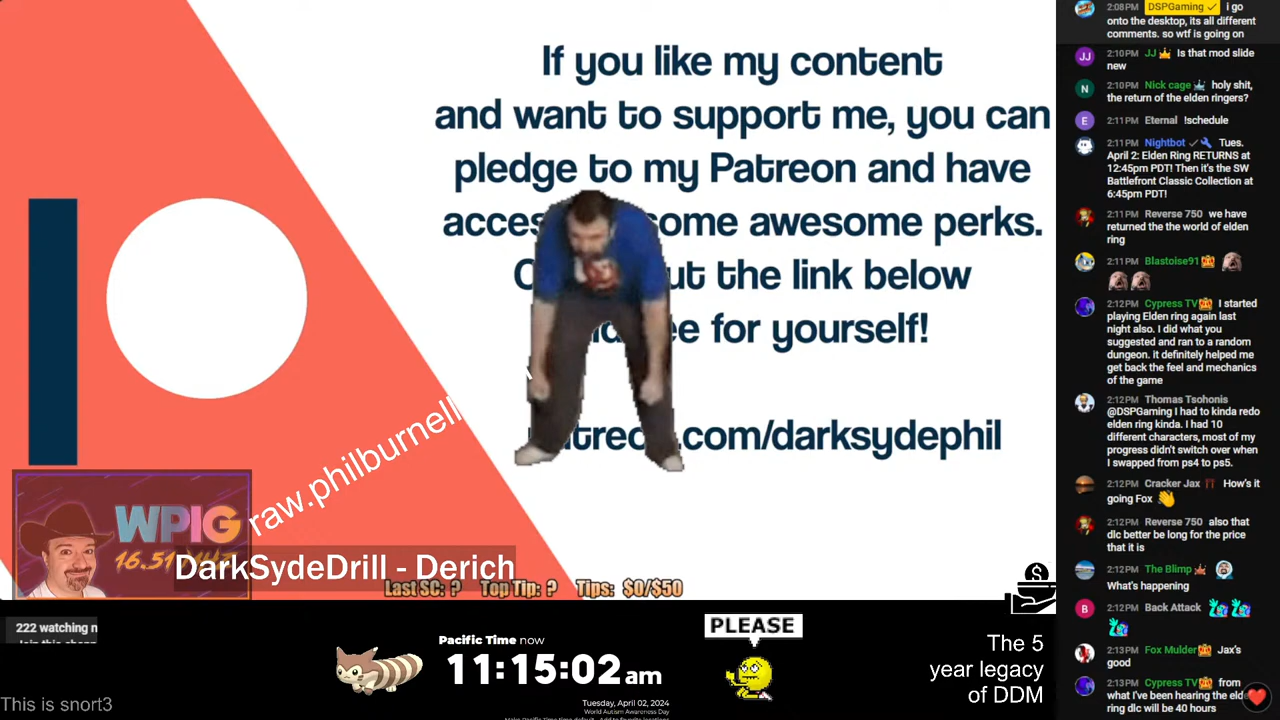 If you like my content
and want to support me, you can
pledge to my Patreon and have
some awesome perks.
the link below
for yourself!
.com/darksydephil
raw.philburnell
WPIG
DarkSydeDrill - Derich
Last SC: ? Top Tip: ? Tips: $0/$50
222 watching n
Pacific Time now
11:15:02am
Tuesday, April 02, 2024
World Autism Awareness Day
PLEASE
The 5
year legacy
of DDM
This is snort3
2:08PM DSPGaming i go
onto the desktop, its all different
comments. so wtf is going on
2:10PM JJ Is that mod slide
new
2:10PM Nick cage holy shit,
the return of the elden ringers?
2:11PM Eternal !schedule
2:11PM Nightbot Tues.
April 2: Elden Ring RETURNS at
12:45pm PDT! Then it's the SW
Battlefront Classic Collection at
6:45pm PDT!
2:11PM Reverse 750 we have
returned the the world of elden
ring
2:11PM Blastoise91
2:12PM Cypress TV I started
playing Elden ring again last
night also. I did what you
suggested and ran to a random
dungeon. it definitely helped me
get back the feel and mechanics
of the game
2:12PM Thomas Tsohonis
@DSPGaming I had to kinda redo
elden ring kinda. I had 10
different characters, most of my
progress didn't switch over when
I swapped from ps4 to ps5.
2:12PM Cracker Jax How's it
going Fox
2:12PM Reverse 750 also that
dlc better be long for the price
that it is
2:12PM The Blimp
What's happening
2:12PM Back Attack
2:13PM Fox Mulder Jax's
good
2:13PM Cypress TV from
what I've been hearing the eld
ring dlc will be 40 hours